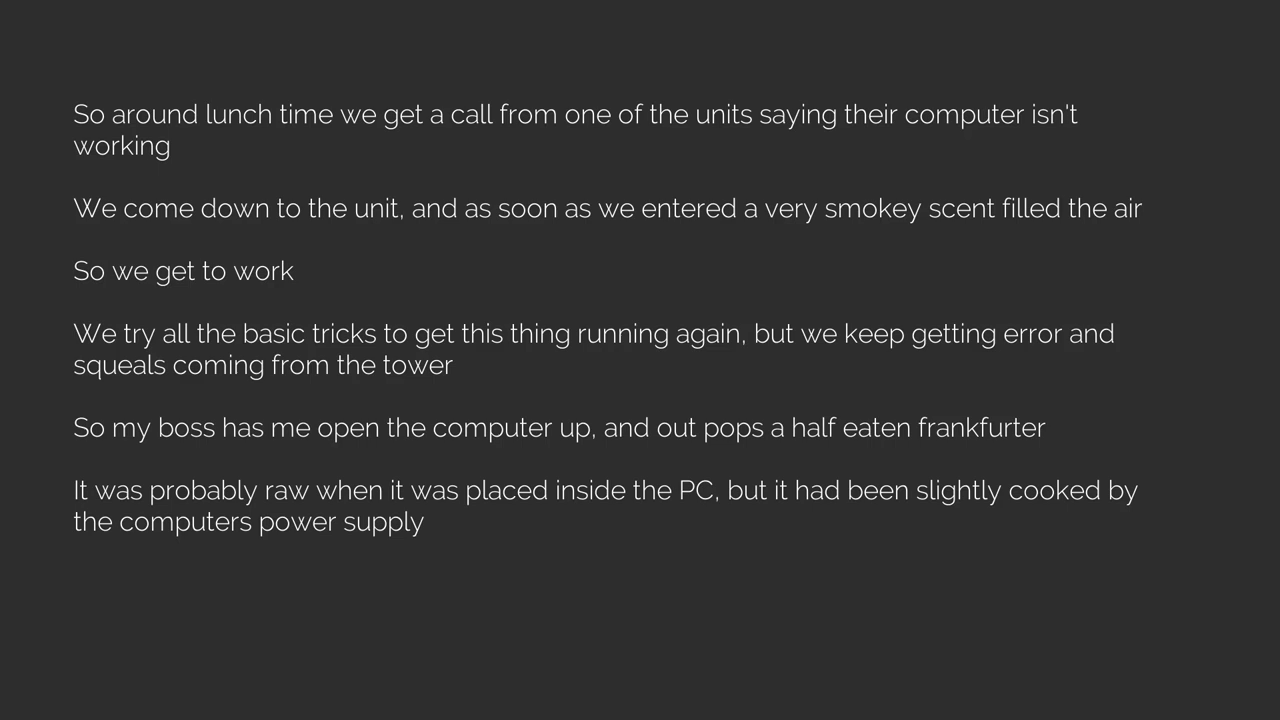 So around lunch time we get a call from one of the units saying their computer isn't
working
We come down to the unit, and as soon as we entered a very smokey scent filled the air
So we get to work
We try all the basic tricks to get this thing running again, but we keep getting error and
squeals coming from the tower
So my boss has me open the computer up, and out pops a half eaten frankfurter
It was probably raw when it was placed inside the PC, but it had been slightly cooked by
the computers power supply